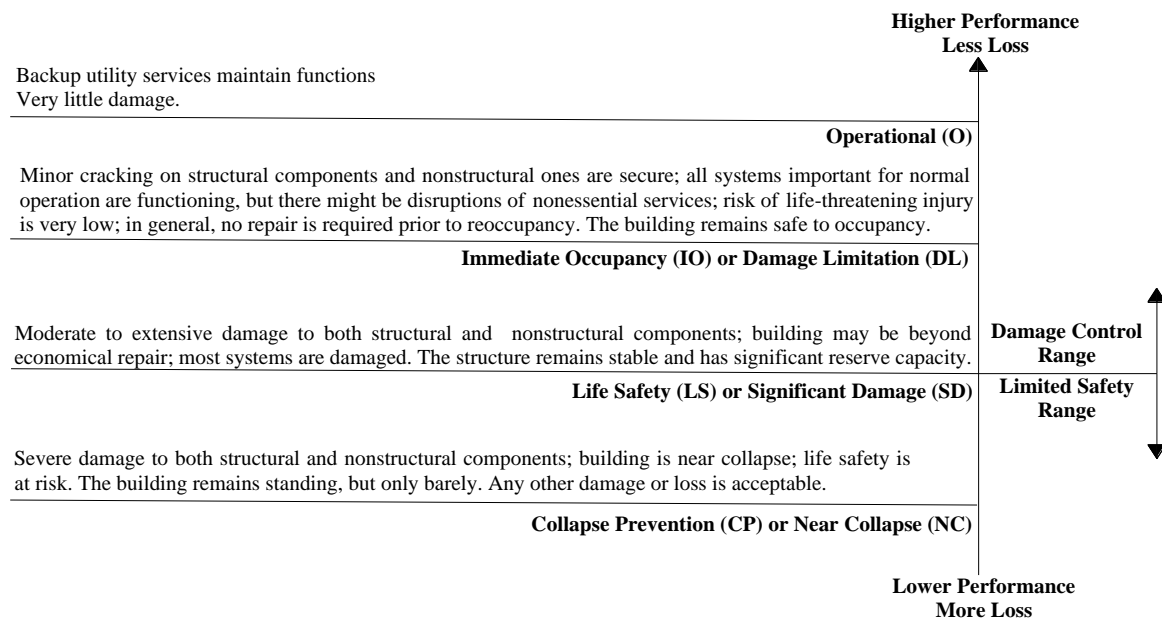 Higher Performance
Less Loss
Backup utility services maintain functions
Very little damage.
Operational (O)
Minor cracking on structural components and nonstructural ones are secure; all systems important for normal
operation are functioning, but there might be disruptions of nonessential services; risk of life-threatening injury
is very low; in general, no repair is required prior to reoccupancy. The building remains safe to occupancy.
Immediate Occupancy (IO) or Damage Limitation (DL)
Moderate to extensive damage to both structural and nonstructural components; building may be beyond
economical repair; most systems are damaged. The structure remains stable and has significant reserve capacity.
Damage Control
Range
Life Safety (LS) or Significant Damage (SD)
Limited Safety
Range
Severe damage to both structural and nonstructural components; building is near collapse; life safety is
at risk. The building remains standing, but only barely. Any other damage or loss is acceptable.
Collapse Prevention (CP) or Near Collapse (NC)
Lower Performance
More Loss